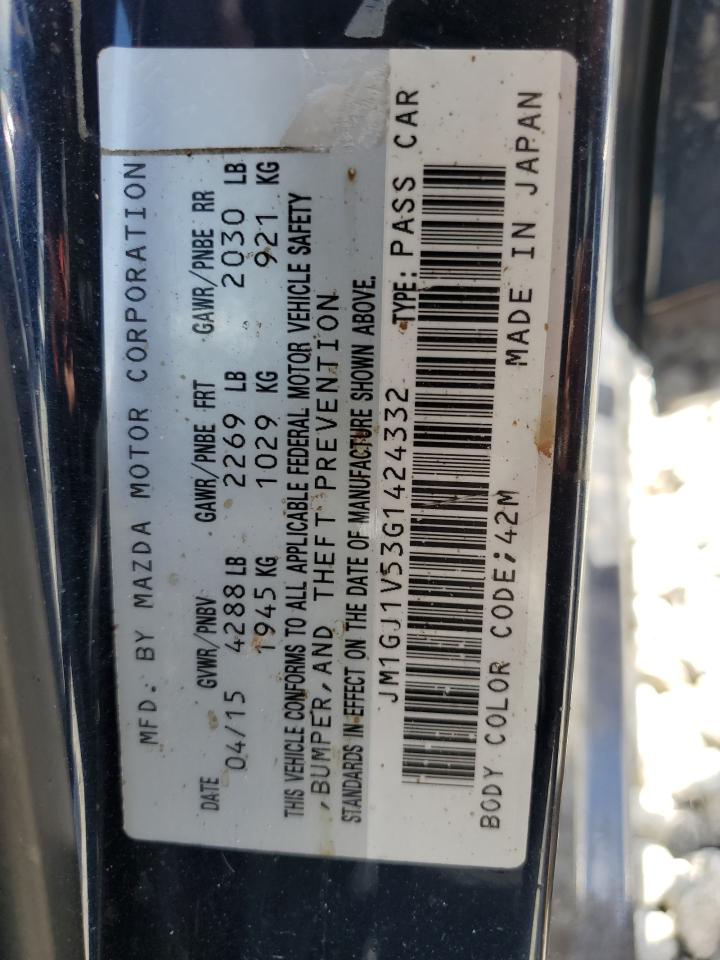 MFD. BY MAZDA MOTOR CORPORATION
DATE GVWR/PNBV GAWR/PNBE FRT GAWR/PNBE RR
04/15 4288 LB 2269 LB 2030 LB
1945 KG 1029 KG 921 KG
THIS VEHICLE CONFORMS TO ALL APPLICABLE FEDERAL MOTOR VEHICLE SAFETY
,BUMPER,AND THEFT PREVENTION
STANDARDS IN EFFECT ON THE DATE OF MANUFACTURE SHOWN ABOVE.
JM1GJ1V53G1424332 TYPE: PASS CAR
BODY COLOR CODE;42M MADE IN JAPAN